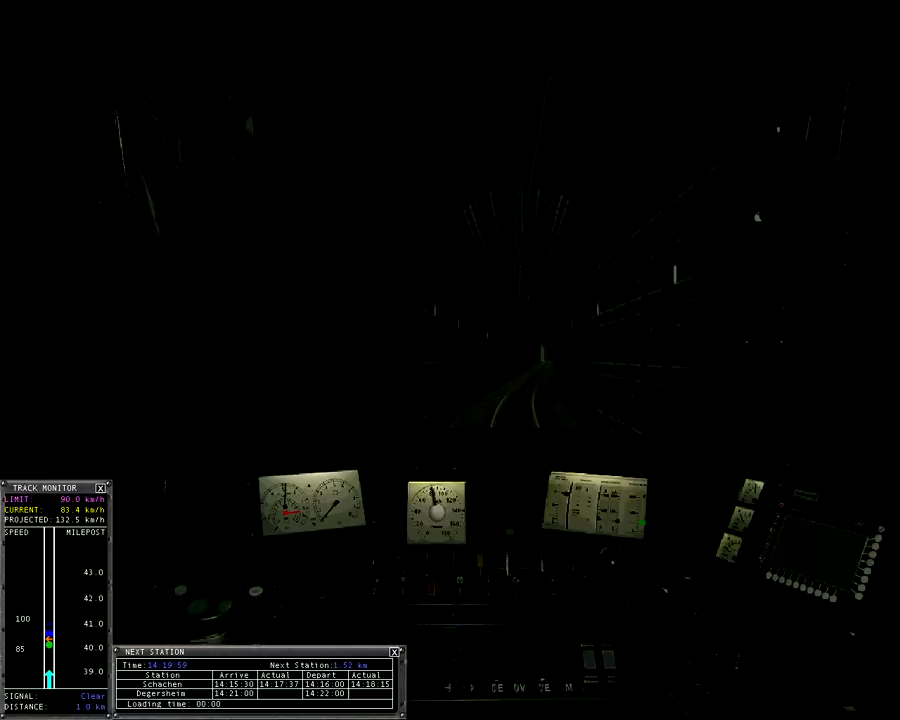 TRACK MONITOR X
LIMIT: 90.0 km/h
CURRENT: 83.4 km/h
PROJECTED: 132.5 km/h
SPEED MILEPOST
43.0
42.0
100 41.0
85 40.0
39.0
SIGNAL: Clear
DISTANCE: 1.0 km
NEXT STATION X
Time:14:19:59 Next Station:1.52 km
Station Arrive Actual Depart Actual
Schachen 14:15:30 14:17:37 14:16:00 14:18:15
Degersheim 14:21:00 14:22:00
Loading time: 00:00